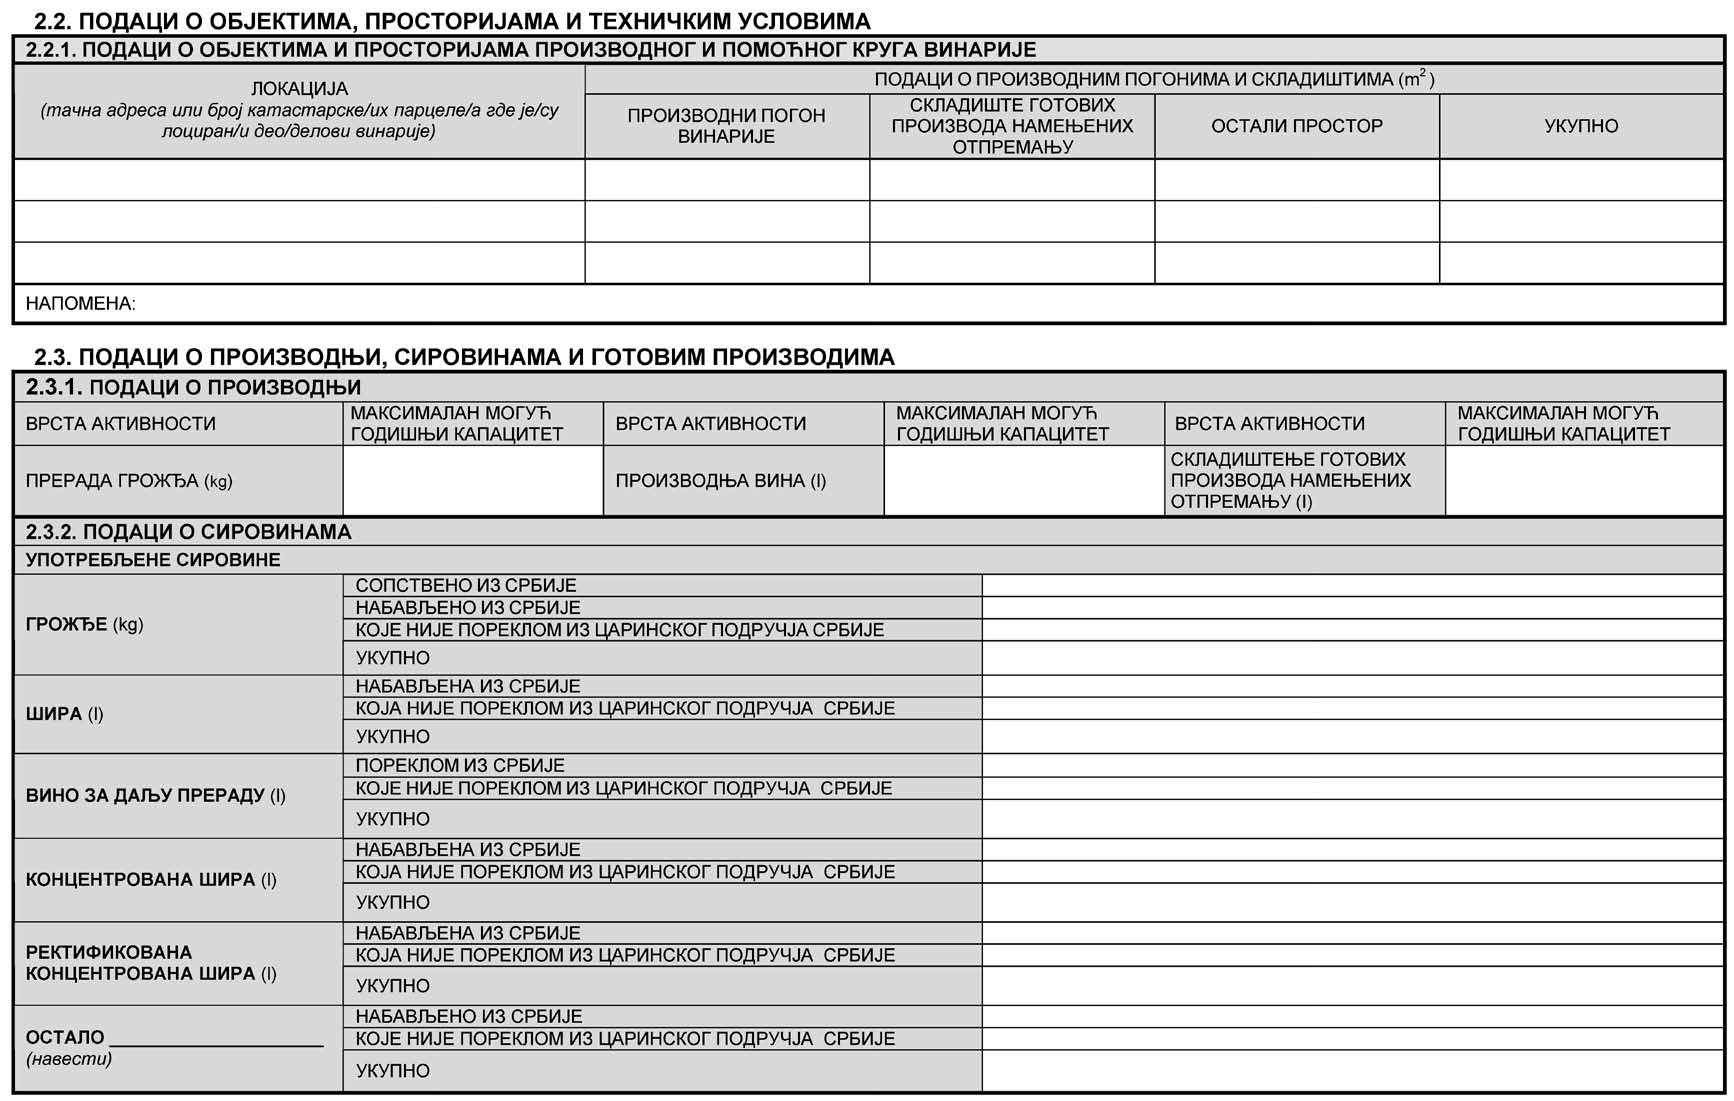 2.2. ПОДАЦИ О ОБЈЕКТИМА, ПРОСТОРИЈАМА И ТЕХНИЧКИМ УСЛОВИМА
2.2.1. ПОДАЦИ О ОБЈЕКТИМА И ПРОСТОРИЈАМА ПРОИЗВОДНОГ И ПОМОЋНОГ КРУГА ВИНАРИЈЕ
ЛОКАЦИЈА
(тачна адреса или број катастарске/их парцеле/а где је/су
лоциран/и део/делови винарије)
ПОДАЦИ О ПРОИЗВОДНИМ ПОГОНИМА И СКЛАДИШТИМА (m²)
ПРОИЗВОДНИ ПОГОН
ВИНАРИЈЕ
СКЛАДИШТЕ ГОТОВИХ
ПРОИЗВОДА НАМЕЊЕНИХ
ОТПРЕМАЊУ
ОСТАЛИ ПРОСТОР
УКУПНО
НАПОМЕНА:
2.3. ПОДАЦИ О ПРОИЗВОДЊИ, СИРОВИНАМА И ГОТОВИМ ПРОИЗВОДИМА
2.3.1. ПОДАЦИ О ПРОИЗВОДЊИ
ВРСТА АКТИВНОСТИ
МАКСИМАЛАН МОГУЋ
ГОДИШЊИ КАПАЦИТЕТ
ВРСТА АКТИВНОСТИ
МАКСИМАЛАН МОГУЋ
ГОДИШЊИ КАПАЦИТЕТ
ВРСТА АКТИВНОСТИ
МАКСИМАЛАН МОГУЋ
ГОДИШЊИ КАПАЦИТЕТ
ПРЕРАДА ГРОЖЂА (kg)
ПРОИЗВОДЊА ВИНА (l)
СКЛАДИШТЕЊЕ ГОТОВИХ
ПРОИЗВОДА НАМЕЊЕНИХ
ОТПРЕМАЊУ (l)
2.3.2. ПОДАЦИ О СИРОВИНАМА
УПОТРЕБЉЕНЕ СИРОВИНЕ
ГРОЖЂЕ (kg)
СОПСТВЕНО ИЗ СРБИЈЕ
НАБАВЉЕНО ИЗ СРБИЈЕ
КОЈЕ НИЈЕ ПОРЕКЛОМ ИЗ ЦАРИНСКОГ ПОДРУЧЈА СРБИЈЕ
УКУПНО
ШИРА (l)
НАБАВЉЕНА ИЗ СРБИЈЕ
КОЈА НИЈЕ ПОРЕКЛОМ ИЗ ЦАРИНСКОГ ПОДРУЧЈА СРБИЈЕ
УКУПНО
ВИНО ЗА ДАЉУ ПРЕРАДУ (l)
ПОРЕКЛОМ ИЗ СРБИЈЕ
КОЈЕ НИЈЕ ПОРЕКЛОМ ИЗ ЦАРИНСКОГ ПОДРУЧЈА СРБИЈЕ
УКУПНО
КОНЦЕНТРОВАНА ШИРА (l)
НАБАВЉЕНА ИЗ СРБИЈЕ
КОЈА НИЈЕ ПОРЕКЛОМ ИЗ ЦАРИНСКОГ ПОДРУЧЈА СРБИЈЕ
УКУПНО
РЕКТИФИКОВАНА
КОНЦЕНТРОВАНА ШИРА (l)
НАБАВЉЕНА ИЗ СРБИЈЕ
КОЈА НИЈЕ ПОРЕКЛОМ ИЗ ЦАРИНСКОГ ПОДРУЧЈА СРБИЈЕ
УКУПНО
ОСТАЛО ____________________
(навести)
НАБАВЉЕНО ИЗ СРБИЈЕ
КОЈЕ НИЈЕ ПОРЕКЛОМ ИЗ ЦАРИНСКОГ ПОДРУЧЈА СРБИЈЕ
УКУПНО